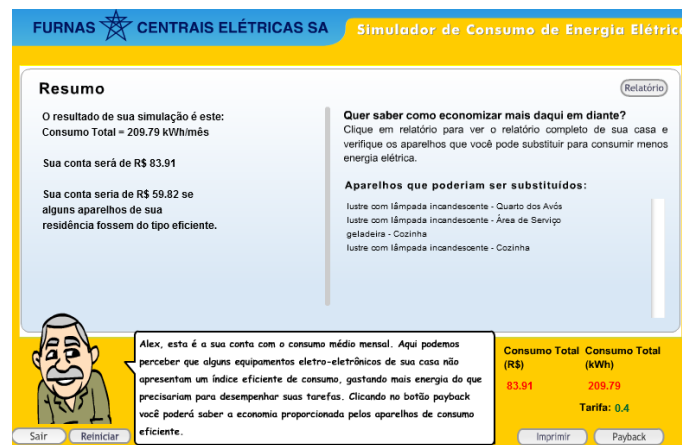 FURNAS CENTRAIS ELÉTRICAS SA
Simulador de Consumo de Energia Elétric
Resumo
Relatório
O resultado de sua simulação é este:
Consumo Total = 209.79 kWh/mês
Sua conta será de R$ 83.91
Sua conta seria de R$ 59.82 se
alguns aparelhos de sua
residência fossem do tipo eficiente.
Quer saber como economizar mais daqui em diante?
Clique em relatório para ver o relatório completo de sua casa e
verifique os aparelhos que você pode substituir para consumir menos
energia elétrica.
Aparelhos que poderiam ser substituídos:
lustre com lâmpada incandescente - Quarto dos Avós
lustre com lâmpada incandescente - Área de Serviço
geladeira - Cozinha
lustre com lâmpada incandescente - Cozinha
Alex, esta é a sua conta com o consumo médio mensal. Aqui podemos
perceber que alguns equipamentos eletro-eletrônicos de sua casa não
apresentam um índice eficiente de consumo, gastando mais energia do que
precisariam para desempenhar suas tarefas. Clicando no botão payback
você poderá saber a economia proporcionada pelos aparelhos de consumo
eficiente.
Consumo Total Consumo Total
(R$) (kWh)
83.91 209.79
Tarifa: 0.4
Sair Reiniciar Imprimir Payback